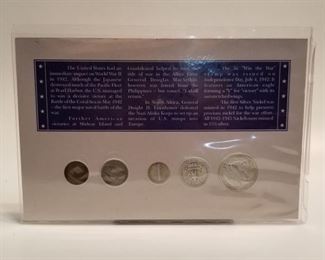 The United States had an
immediate impact on World War II
in 1942. Although the Japanese
destroyed much of the Pacific Fleet
at Pearl Harbor, the U.S. managed
to win a decisive victory at the
Battle of the Coral Sea in May 1942
the first major naval battle of the
war.
Further American
victories at Midway Island and
Guadalcanal helped to turn the
tide of war in the Allies favor.
General Douglas MacArthur
however was forced from the
Philippines but vowed, "I shall
return."
In North Africa, General
Dwight D. Eisenhower defeated
the Nazi Afrika Korps to set up an
invasion of U.S. troops into
Europe.
The 3¢ "Win the War"
stamp was issued on
Independence Day, July 4, 1942. It
features an American eagle
forming a "V" for "victory" with its
outstretched wings.
The first Silver Nickel was
minted in 1942 to help preserve
precious nickel for the war effort.
All 1942-1945 Nickels were minted
in 35% silver.